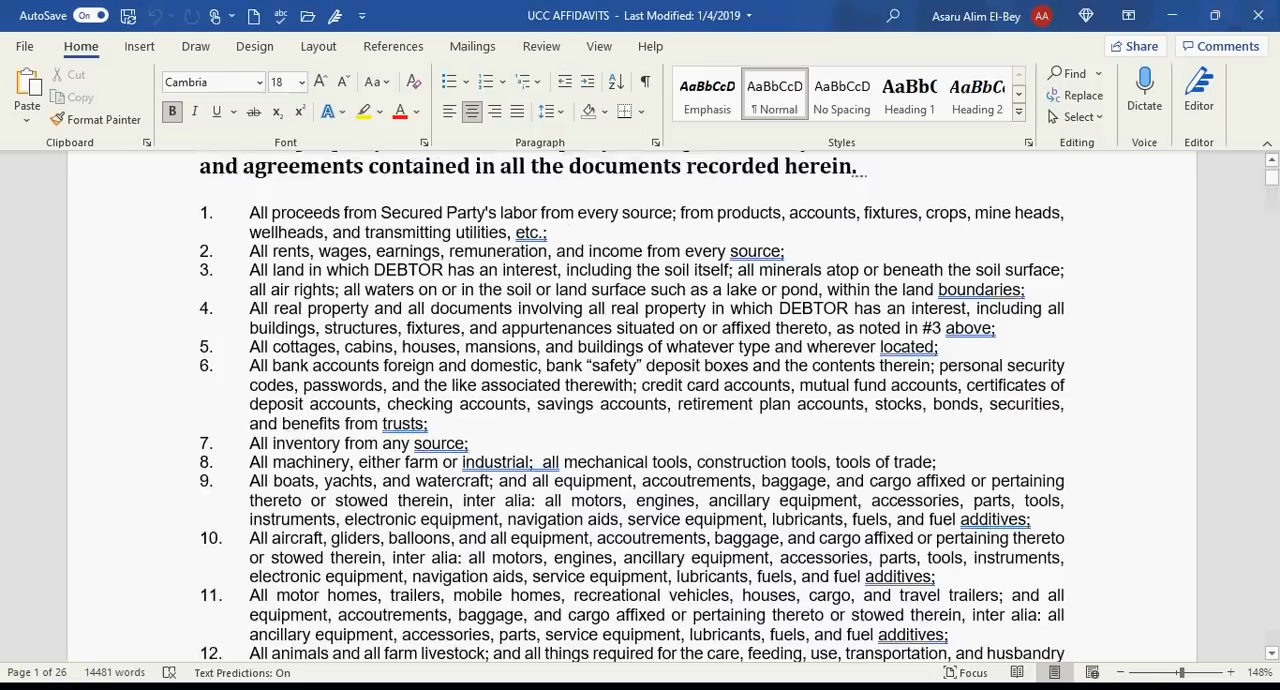 AutoSave On UCC AFFIDAVITS - Last Modified: 1/4/2019 Asaru Alim El-Bey AA
File Home Insert Draw Design Layout References Mailings Review View Help Share Comments
Cut
Copy
Paste
Format Painter
Cambria 18
Aa
B I U ab x₂ x² A A
AaBbCcD AaBbCcD AaBbCcD AaBb( AaBbC
Emphasis ¶ Normal No Spacing Heading 1 Heading 2
Find
Replace
Select
Dictate
Editor
Clipboard Font Paragraph Styles Editing Voice Editor
and agreements contained in all the documents recorded herein.
1. All proceeds from Secured Party's labor from every source; from products, accounts, fixtures, crops, mine heads,
wellheads, and transmitting utilities, etc.;
2. All rents, wages, earnings, remuneration, and income from every source;
3. All land in which DEBTOR has an interest, including the soil itself; all minerals atop or beneath the soil surface;
all air rights; all waters on or in the soil or land surface such as a lake or pond, within the land boundaries;
4. All real property and all documents involving all real property in which DEBTOR has an interest, including all
buildings, structures, fixtures, and appurtenances situated on or affixed thereto, as noted in #3 above;
5. All cottages, cabins, houses, mansions, and buildings of whatever type and wherever located;
6. All bank accounts foreign and domestic, bank “safety” deposit boxes and the contents therein; personal security
codes, passwords, and the like associated therewith; credit card accounts, mutual fund accounts, certificates of
deposit accounts, checking accounts, savings accounts, retirement plan accounts, stocks, bonds, securities,
and benefits from trusts;
7. All inventory from any source;
8. All machinery, either farm or industrial; all mechanical tools, construction tools, tools of trade;
9. All boats, yachts, and watercraft; and all equipment, accoutrements, baggage, and cargo affixed or pertaining
thereto or stowed therein, inter alia: all motors, engines, ancillary equipment, accessories, parts, tools,
instruments, electronic equipment, navigation aids, service equipment, lubricants, fuels, and fuel additives;
10. All aircraft, gliders, balloons, and all equipment, accoutrements, baggage, and cargo affixed or pertaining thereto
or stowed therein, inter alia: all motors, engines, ancillary equipment, accessories, parts, tools, instruments,
electronic equipment, navigation aids, service equipment, lubricants, fuels, and fuel additives;
11. All motor homes, trailers, mobile homes, recreational vehicles, houses, cargo, and travel trailers; and all
equipment, accoutrements, baggage, and cargo affixed or pertaining thereto or stowed therein, inter alia: all
ancillary equipment, accessories, parts, service equipment, lubricants, fuels, and fuel additives;
12. All animals and all farm livestock; and all things required for the care, feeding, use, transportation, and husbandry
Page 1 of 26 14481 words Text Predictions: On Focus 148%